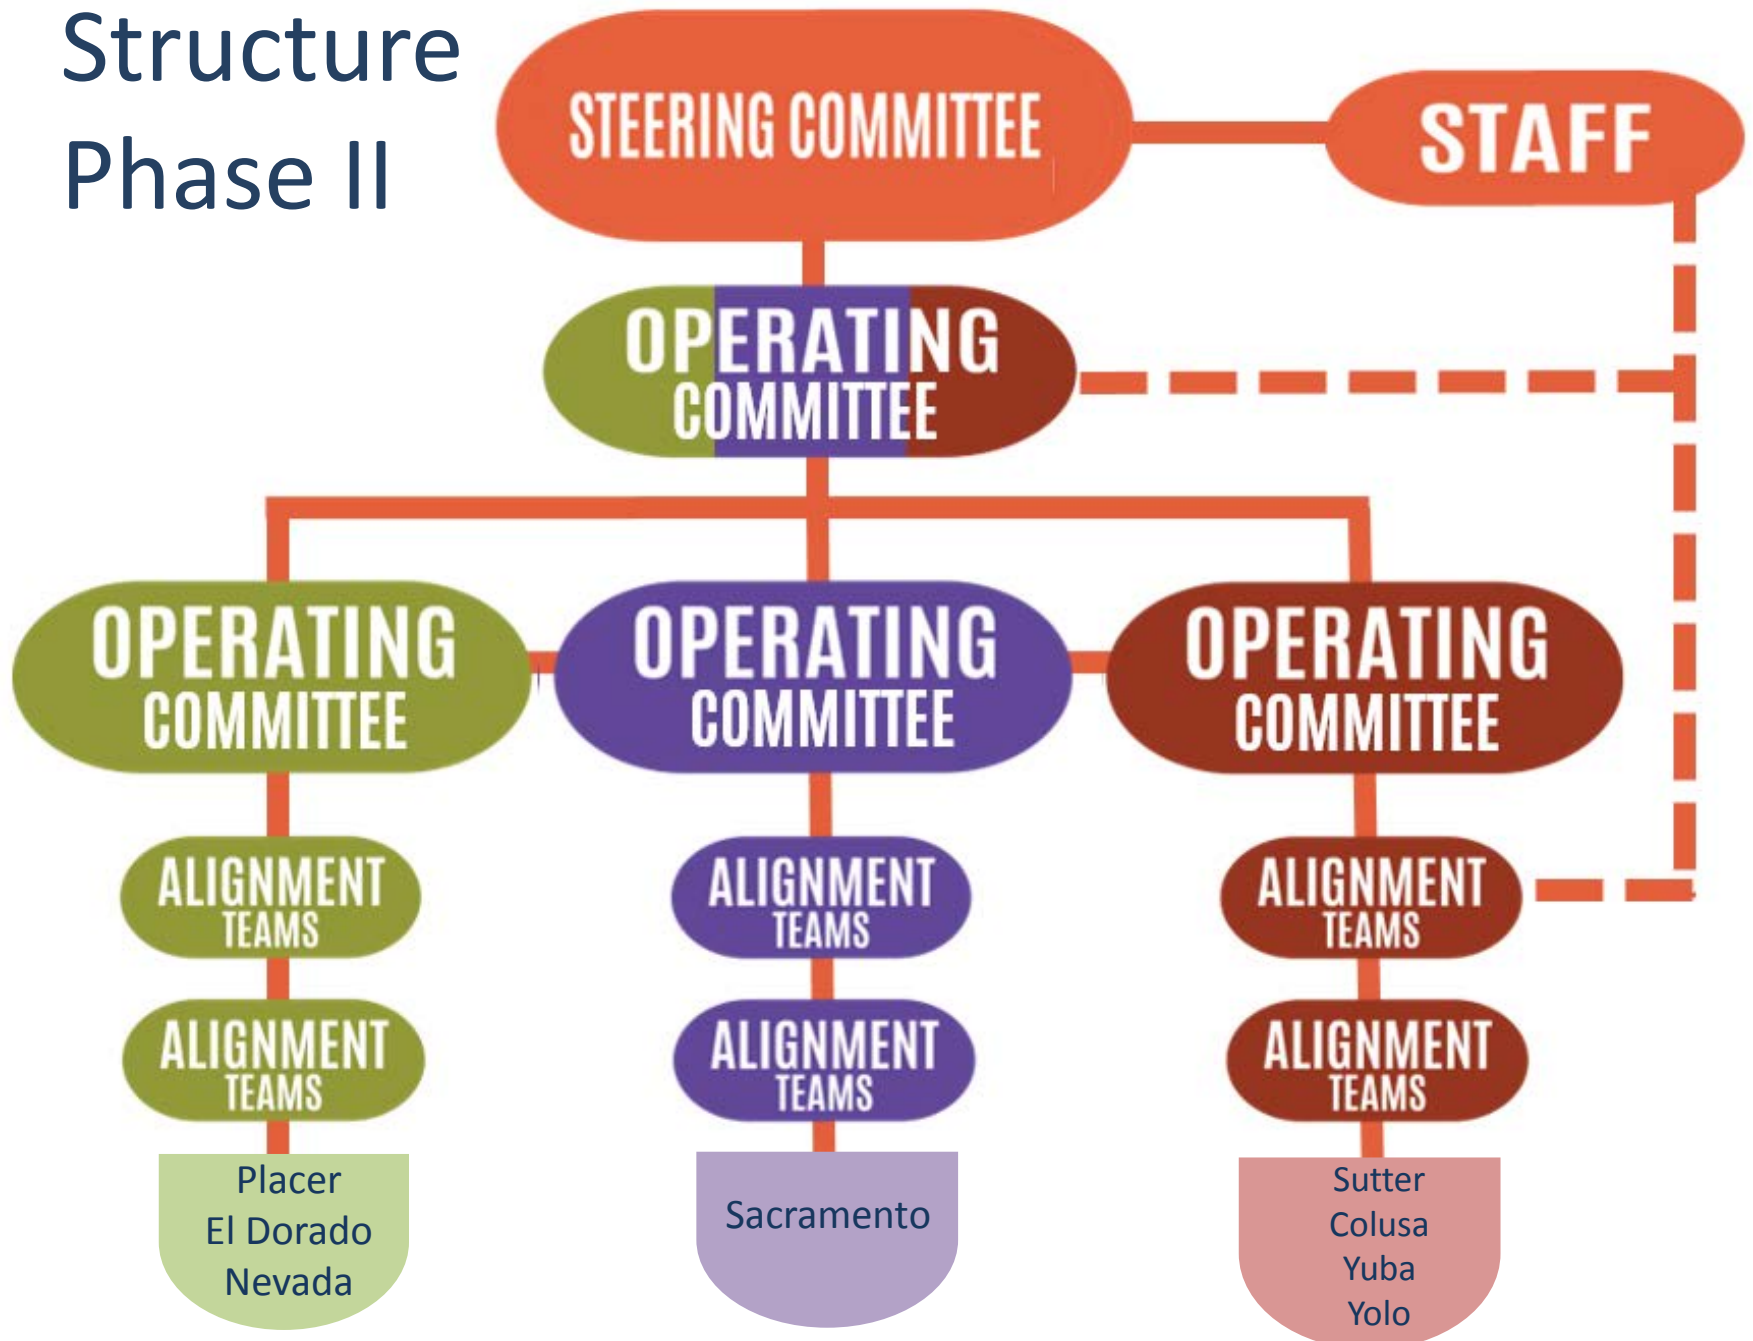 Structure
Phase II
STEERING COMMITTEE
STAFF
OPERATING
COMMITTEE
OPERATING
COMMITTEE
OPERATING
COMMITTEE
OPERATING
COMMITTEE
ALIGNMENT
TEAMS
ALIGNMENT
TEAMS
ALIGNMENT
TEAMS
ALIGNMENT
TEAMS
ALIGNMENT
TEAMS
ALIGNMENT
TEAMS
Placer
El Dorado
Nevada
Sacramento
Sutter
Colusa
Yuba
Yolo